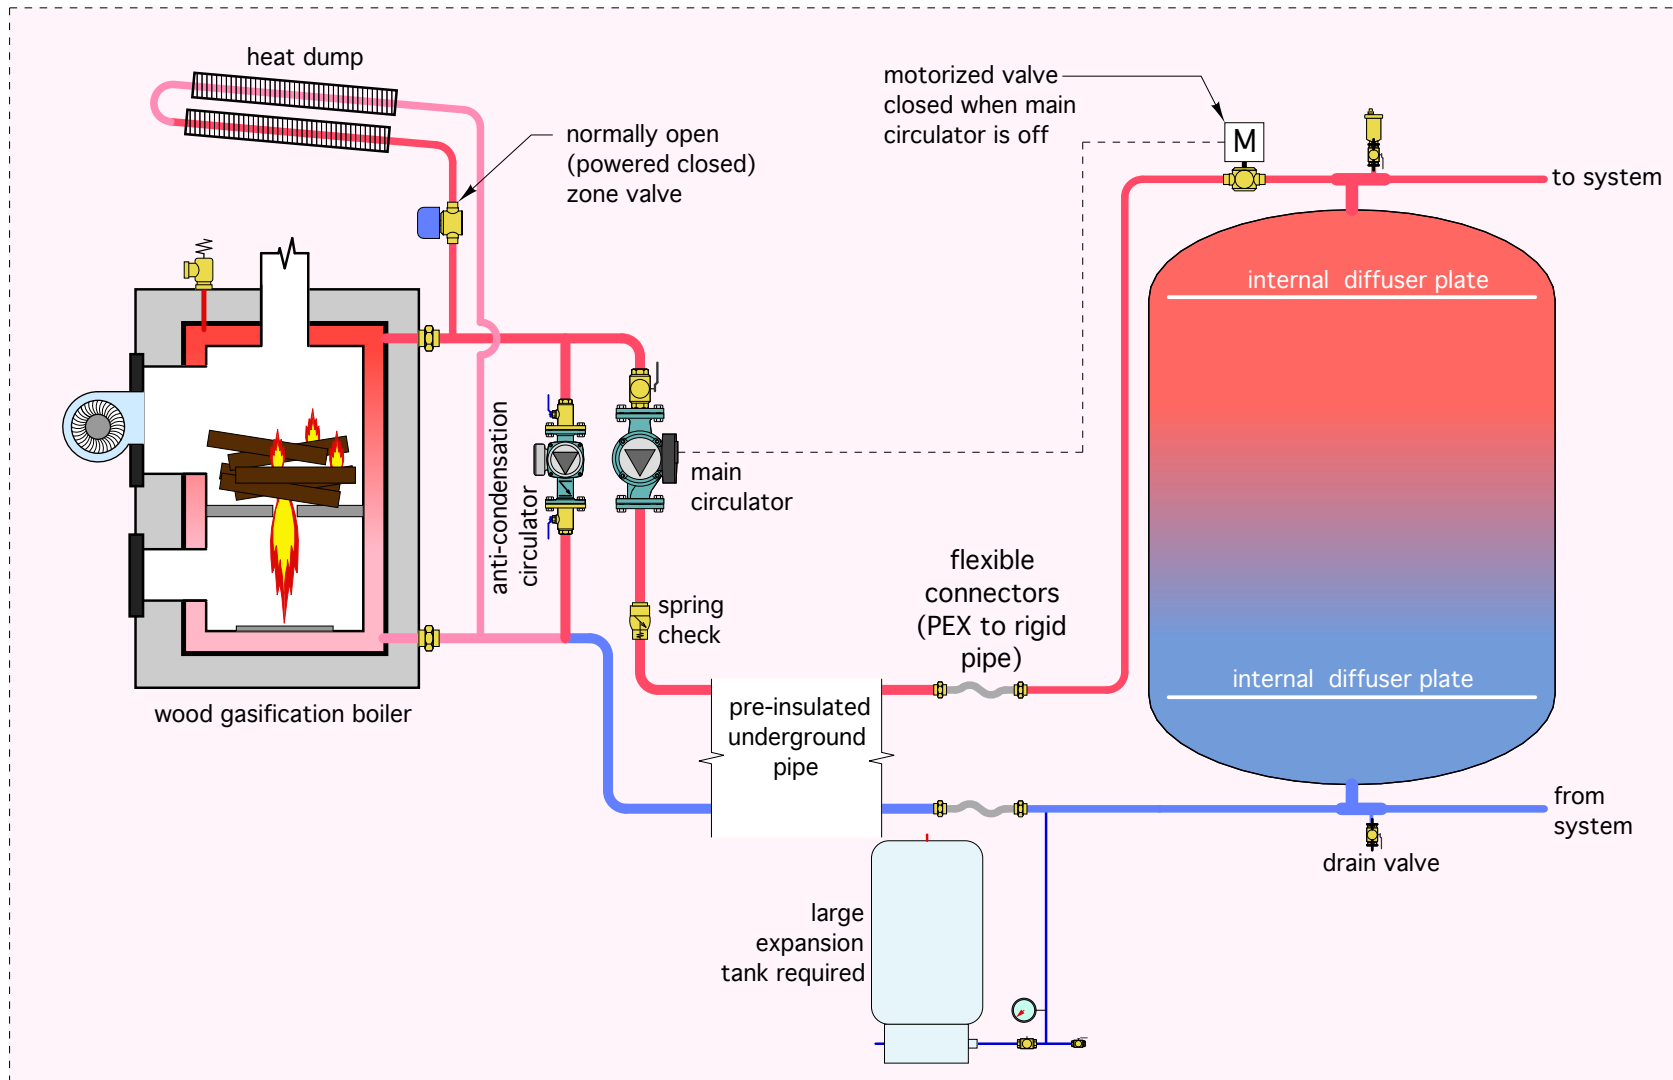 heat dump
normally open
(powered closed)
zone valve
motorized valve
closed when main
circulator is off
M
to system
internal diffuser plate
anti-condensation
circulator
main
circulator
spring
check
flexible
connectors
(PEX to rigid
pipe)
internal diffuser plate
wood gasification boiler
pre-insulated
underground
pipe
from
system
drain valve
large
expansion
tank required